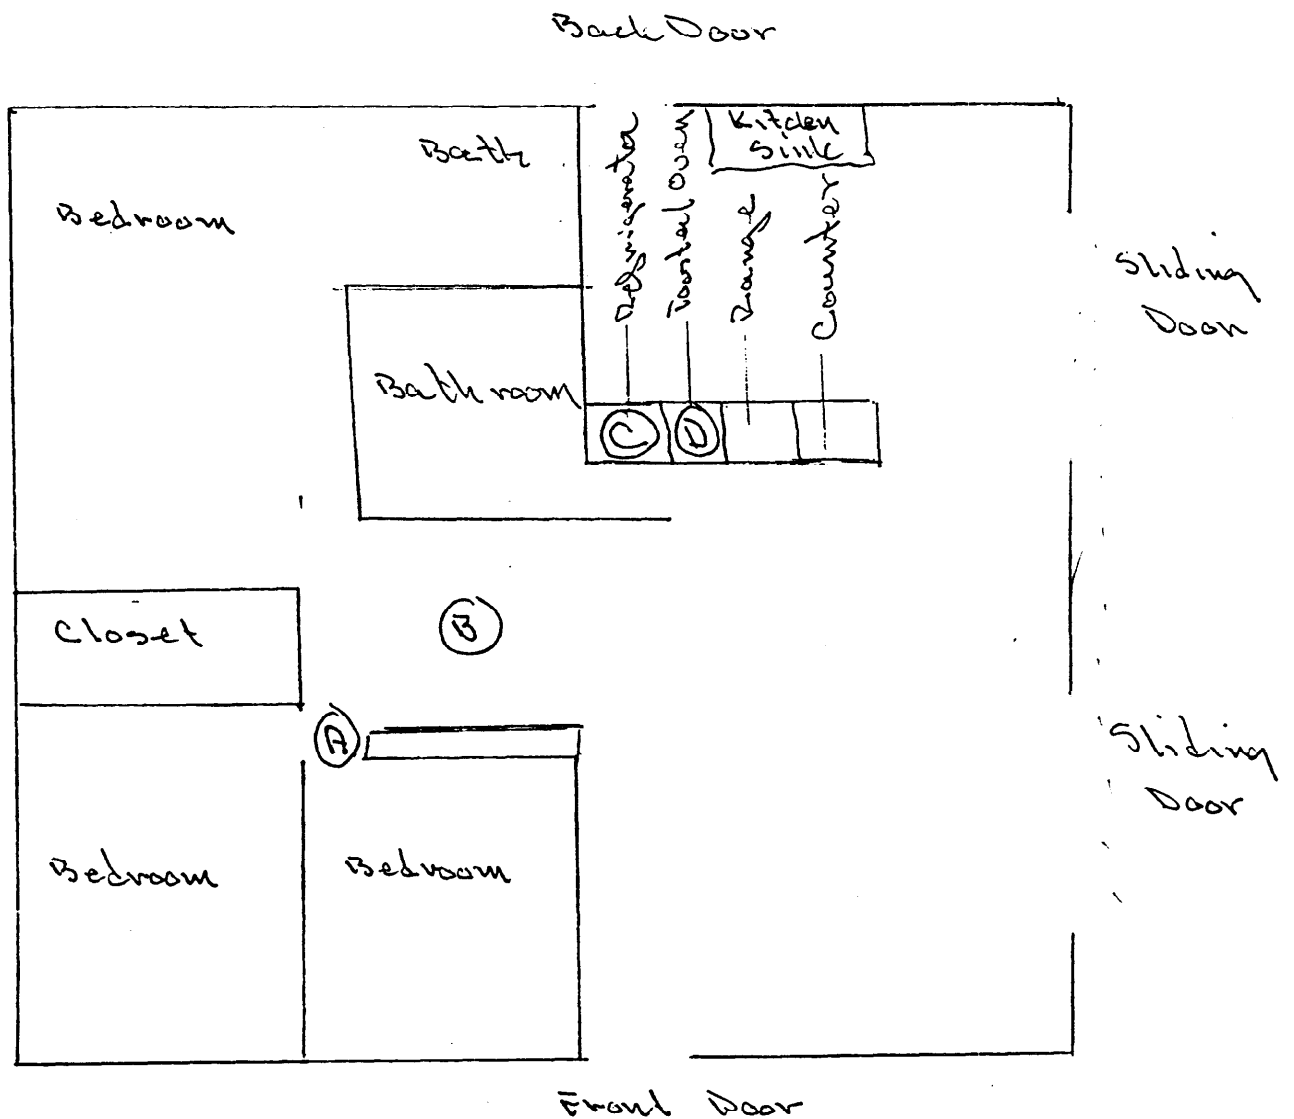 Back Door
Kitchen
Sink
Bath
Bedroom
Refrigerator
Toaster Oven
Range
Counter
Sliding
Door
Bathroom
C
D
Closet
B
A
Sliding
Door
Bedroom
Bedroom
Front Door